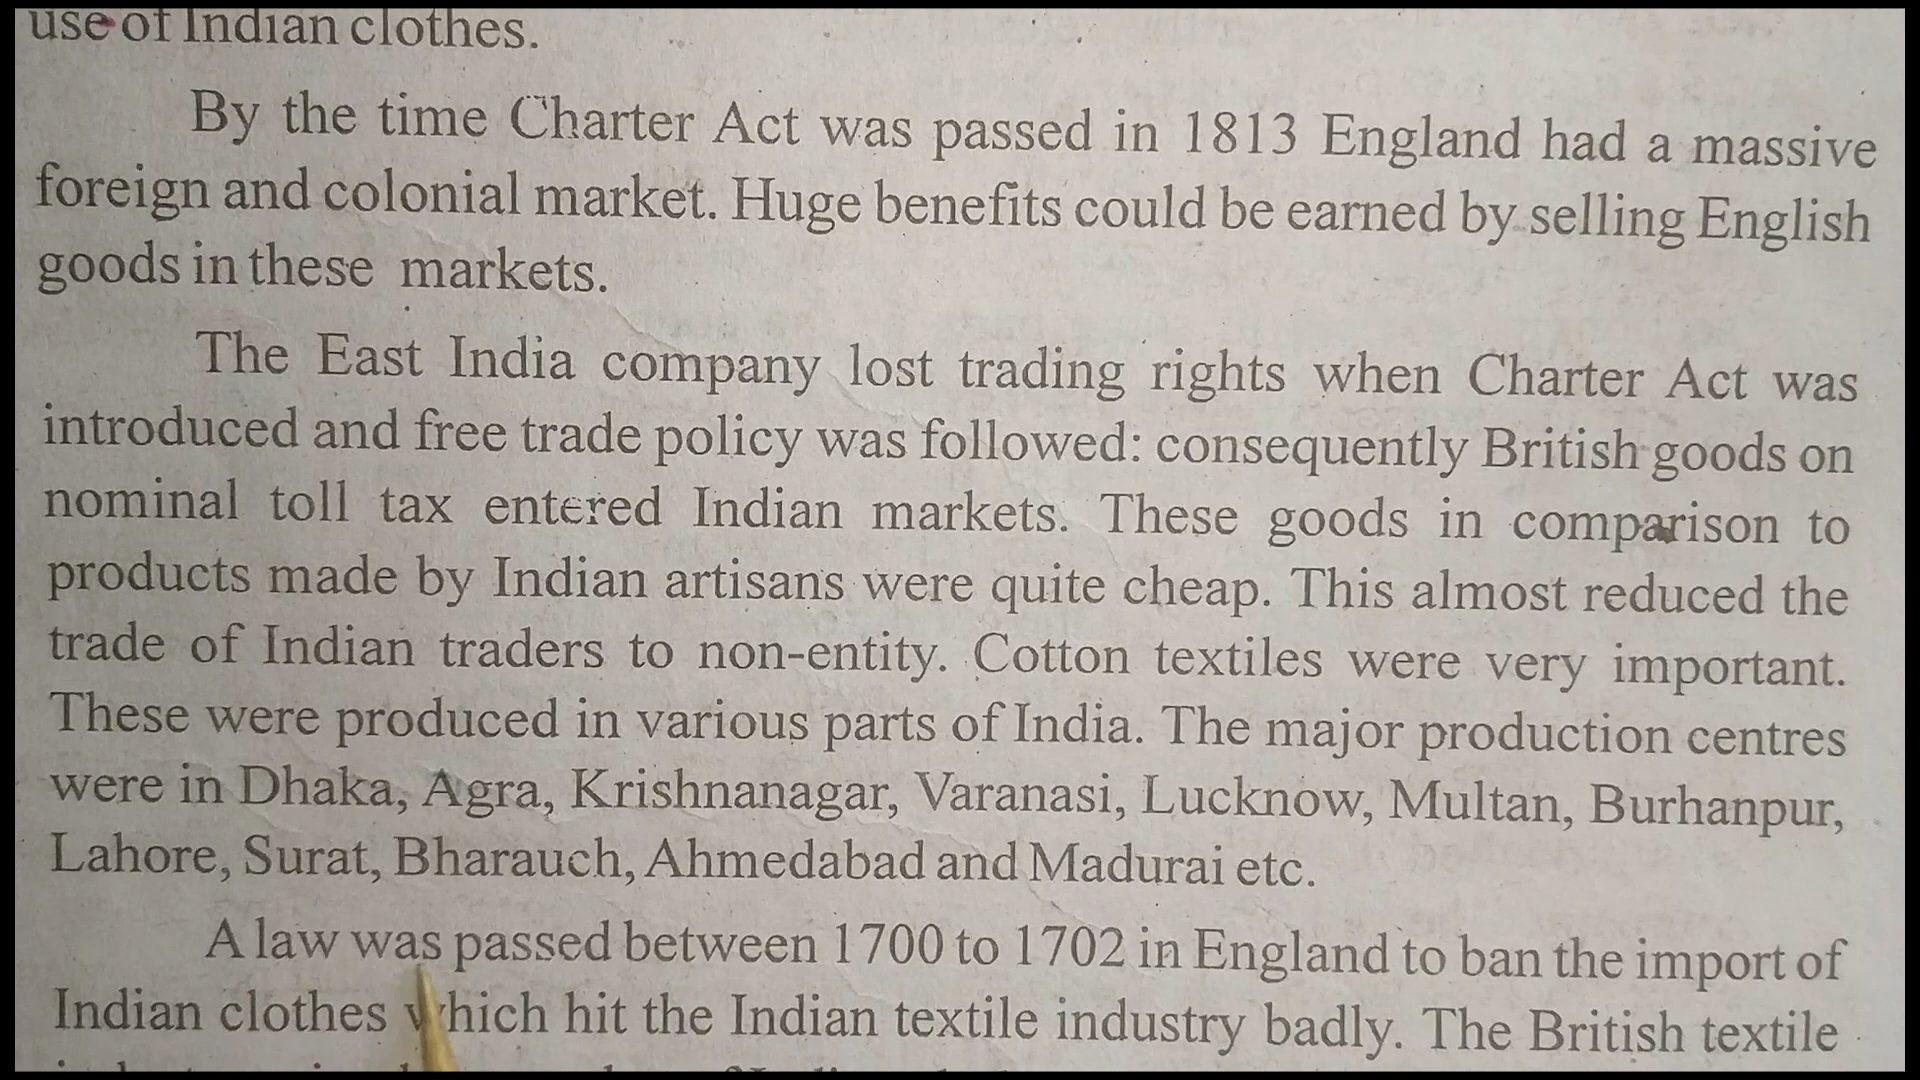 use of Indian clothes.
By the time Charter Act was passed in 1813 England had a massive
foreign and colonial market. Huge benefits could be earned by selling English
goods in these markets.
The East India company lost trading rights when Charter Act was
introduced and free trade policy was followed: consequently British goods on
nominal toll tax entered Indian markets. These goods in comparison to
products made by Indian artisans were quite cheap. This almost reduced the
trade of Indian traders to non-entity. Cotton textiles were very important.
These were produced in various parts of India. The major production centres
were in Dhaka, Agra, Krishnanagar, Varanasi, Lucknow, Multan, Burhanpur,
Lahore, Surat, Bharauch, Ahmedabad and Madurai etc.
A law was passed between 1700 to 1702 in England to ban the import of
Indian clothes which hit the Indian textile industry badly. The British textile